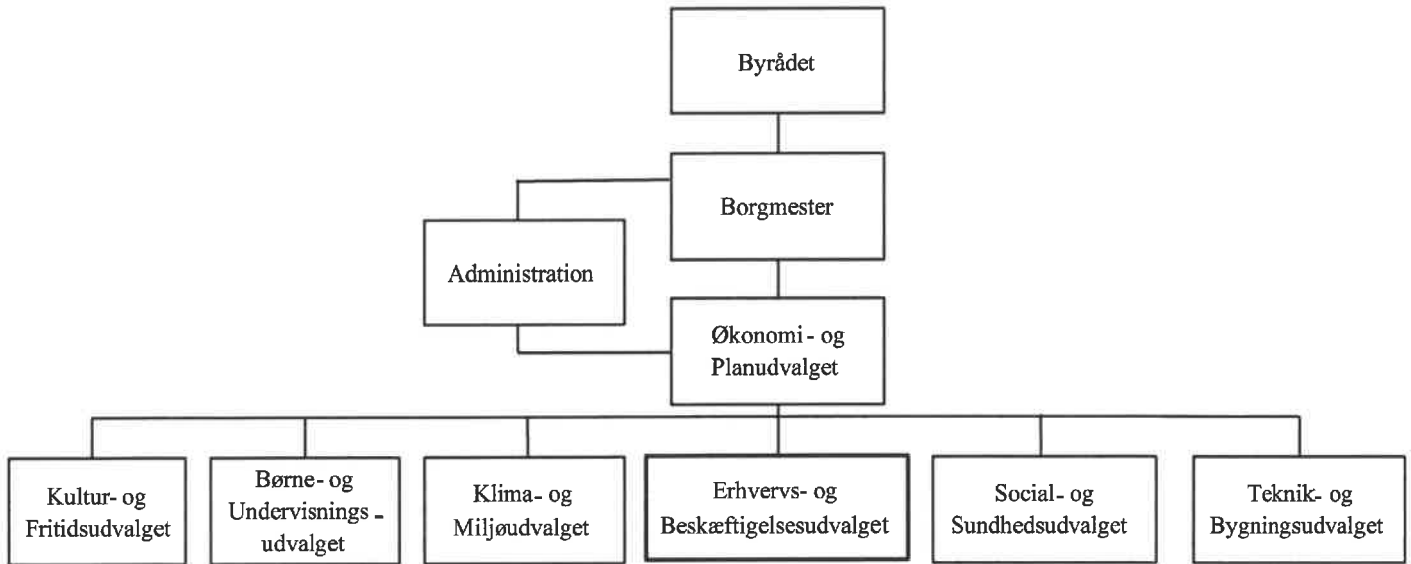 Byrådet
Borgmester
Administration
Økonomi- og
Planudvalget
Kultur- og
Fritidsudvalget
Børne- og
Undervisnings-
udvalget
Klima- og
Miljøudvalget
Erhvervs- og
Beskæftigelsesudvalget
Social- og
Sundhedsudvalget
Teknik- og
Bygningsudvalget